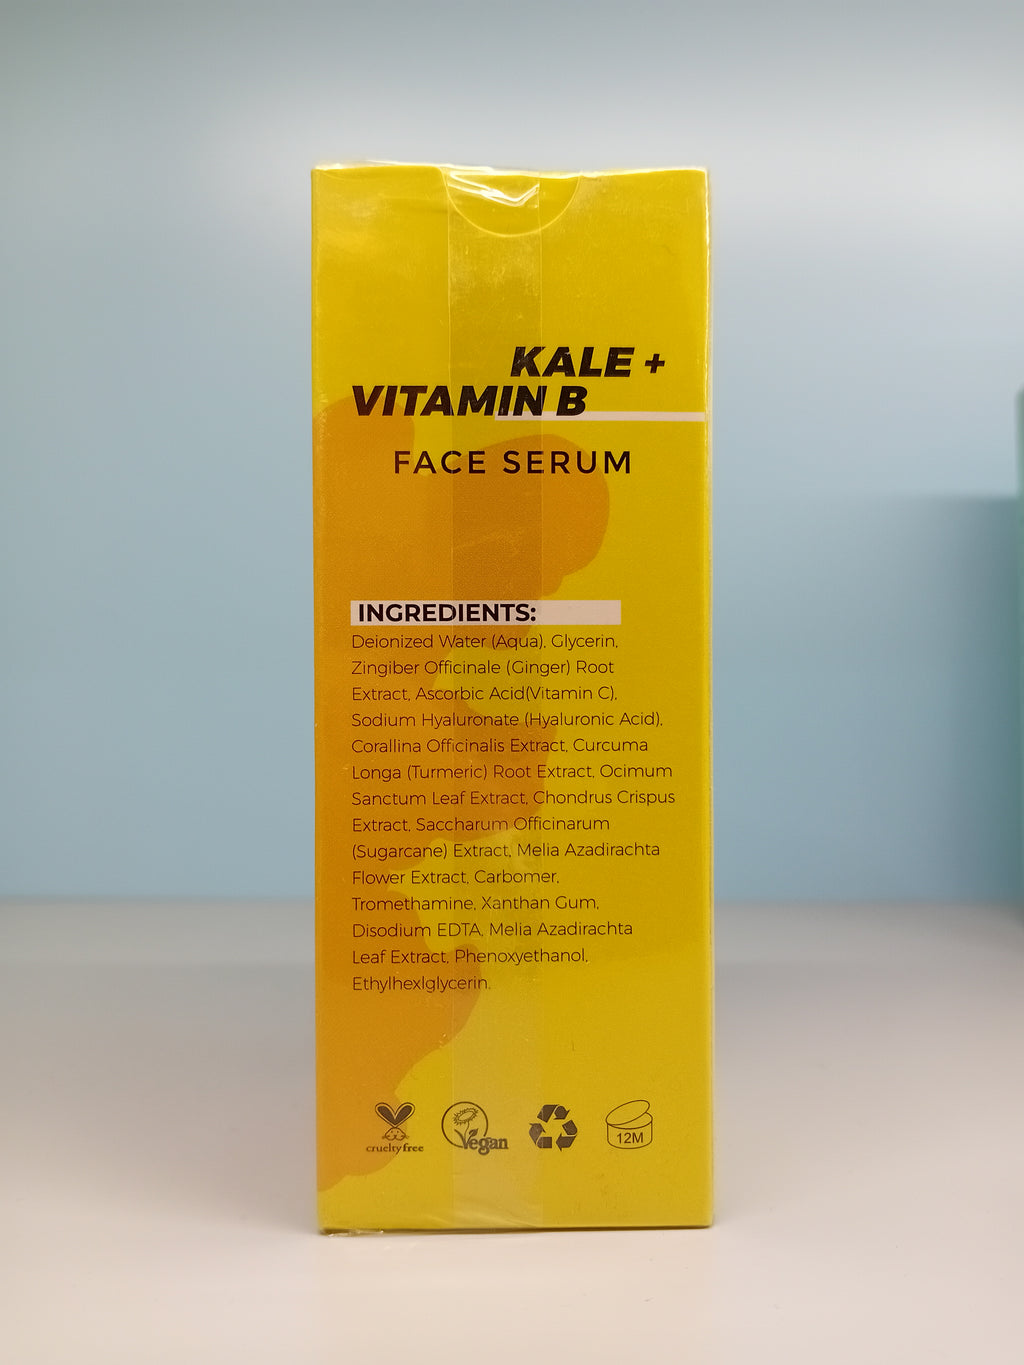 KALE +
VITAMIN B
FACE SERUM
INGREDIENTS:
Deionized Water (Aqua), Glycerin,
Zingiber Officinale (Ginger) Root
Extract, Ascorbic Acid(Vitamin C),
Sodium Hyaluronate (Hyaluronic Acid),
Corallina Officinalis Extract, Curcuma
Longa (Turmeric) Root Extract, Ocimum
Sanctum Leaf Extract, Chondrus Crispus
Extract, Saccharum Officinarum
(Sugarcane) Extract, Melia Azadirachta
Flower Extract, Carbomer,
Tromethamine, Xanthan Gum,
Disodium EDTA, Melia Azadirachta
Leaf Extract, Phenoxyethanol,
Ethylhexlglycerin.
cruelty free
Vegan
12M